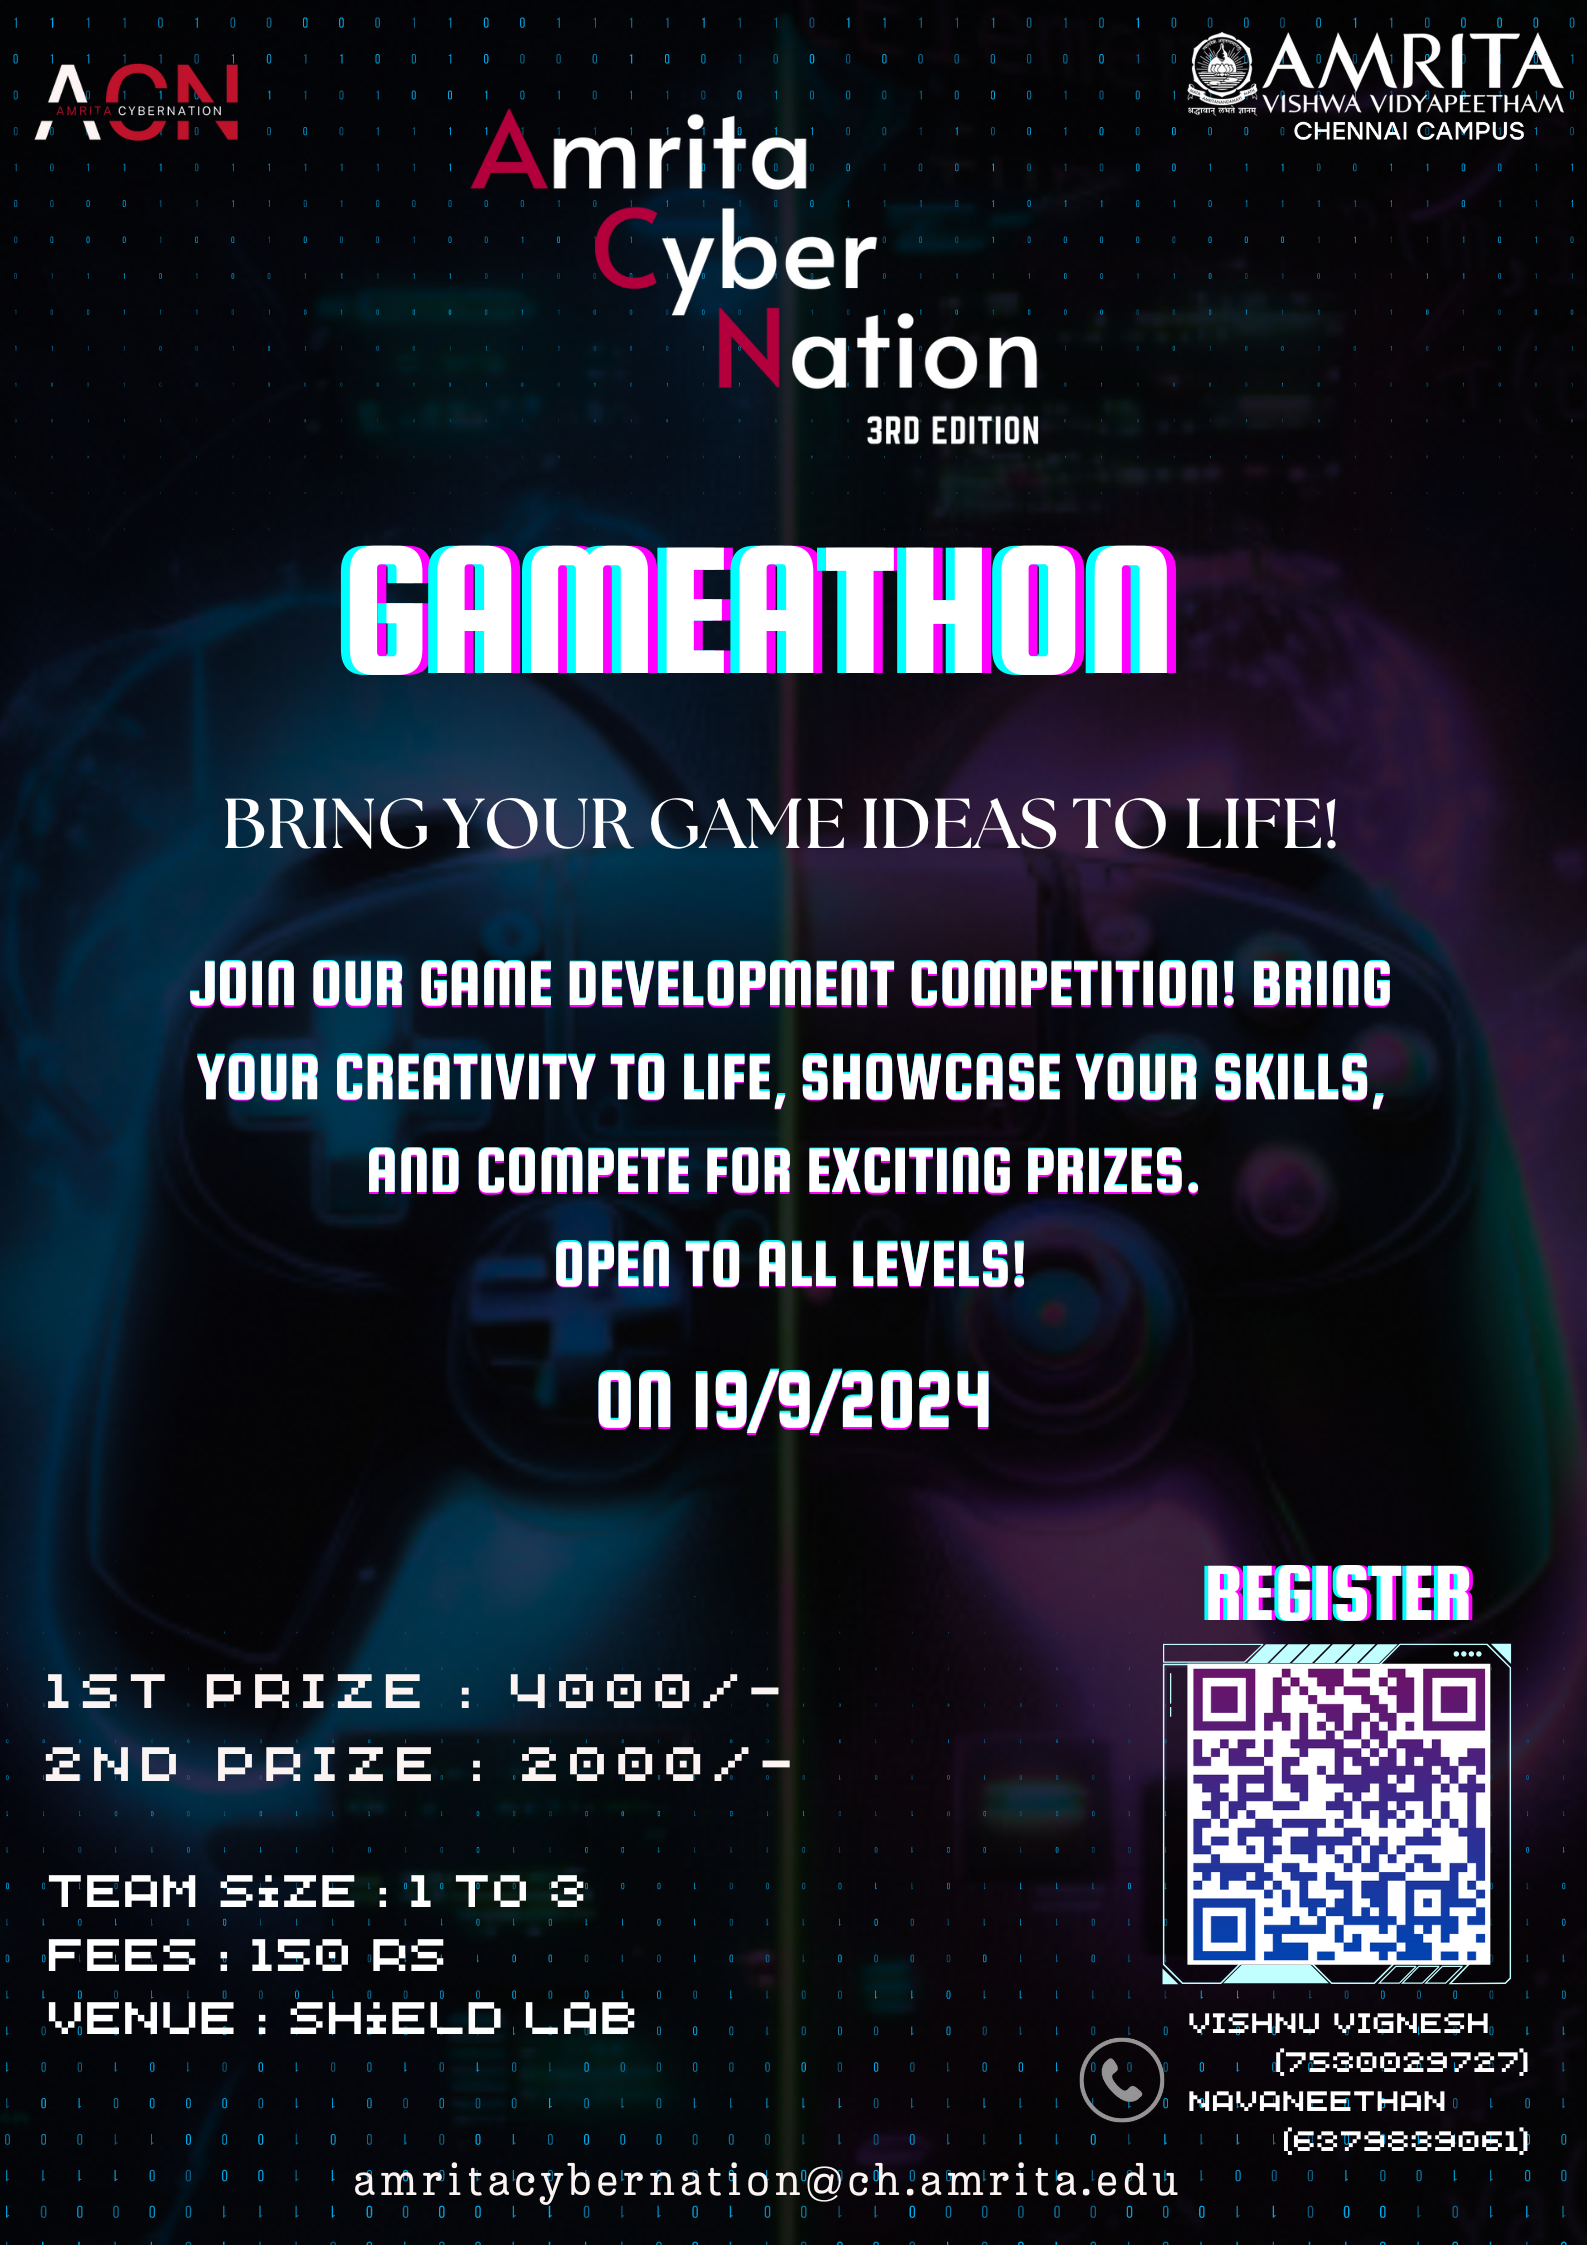 ACN
AMRITA CYBERNATION
AMRITA
VISHWA VIDYAPEETHAM
CHENNAI CAMPUS
श्रद्धावान् लभते ज्ञानम्
Amrita
Cyber
Nation
3RD EDITION
GAMEATHON
BRING YOUR GAME IDEAS TO LIFE!
JOIN OUR GAME DEVELOPMENT COMPETITION! BRING
YOUR CREATIVITY TO LIFE, SHOWCASE YOUR SKILLS,
AND COMPETE FOR EXCITING PRIZES.
OPEN TO ALL LEVELS!
ON 19/9/2024
REGISTER
1ST PRIZE : 4000/-
2ND PRIZE : 2000/-
TEAM SiZE : 1 TO 3
FEES : 150 RS
VENUE : SHiELD LAB
VISHNU VIGNESH
(7530029727)
NAVANEETHAN
amritacybernation@ch.amrita.edu